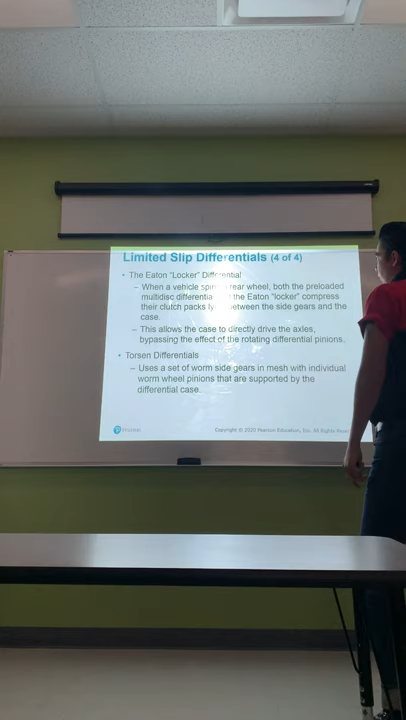 Limited Slip Differentials (4 of 4)
• The Eaton "Locker" Differential
– When a vehicle rear wheel, both the preloaded
multidisc the Eaton "locker" compress
their clutch packs between the side gears and the
case.
– This allows the case to directly drive the axles,
bypassing the effect of the rotating differential pinions.
• Torsen Differentials
– Uses a set of worm side gears in mesh with individual
worm wheel pinions that are supported by the
differential case.
Pearson
Copyright © 2020 Pearson Education, Inc. All Rights